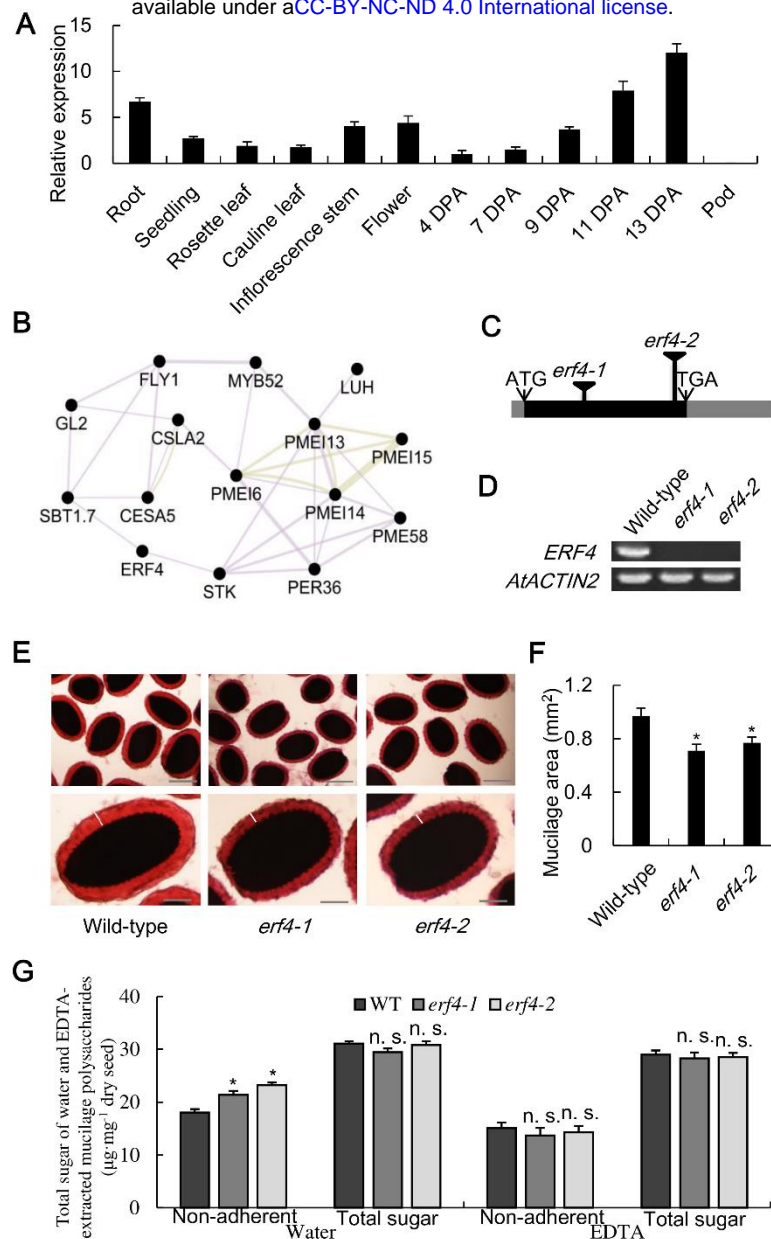 available under aCC-BY-NC-ND 4.0 International license.
A
Relative expression
15
10
5
0
Root
Seedling
Rosette leaf
Cauline leaf
Inflorescence stem
Flower
4 DPA
7 DPA
9 DPA
11 DPA
13 DPA
Pod
B
FLY1
MYB52
LUH
GL2
CSLA2
PMEI13
PMEI15
PMEI6
PMEI14
SBT1.7
CESA5
PME58
ERF4
STK
PER36
C
ATG
erf4-1
erf4-2
TGA
D
Wild-type
erf4-1
erf4-2
ERF4
AtACTIN2
E
Wild-type
erf4-1
erf4-2
F
Mucilage area (mm²)
1.2
0.8
0.4
0
*
*
Wild-type
erf4-1
erf4-2
G
Total sugar of water and EDTA-
extracted mucilage polysaccharides
(μg·mg⁻¹ dry seed)
40
30
20
10
0
WT erf4-1 erf4-2
* *
n. s. n. s.
n. s. n. s.
n. s. n. s.
Non-adherent Total sugar Non-adherent Total sugar
Water EDTA